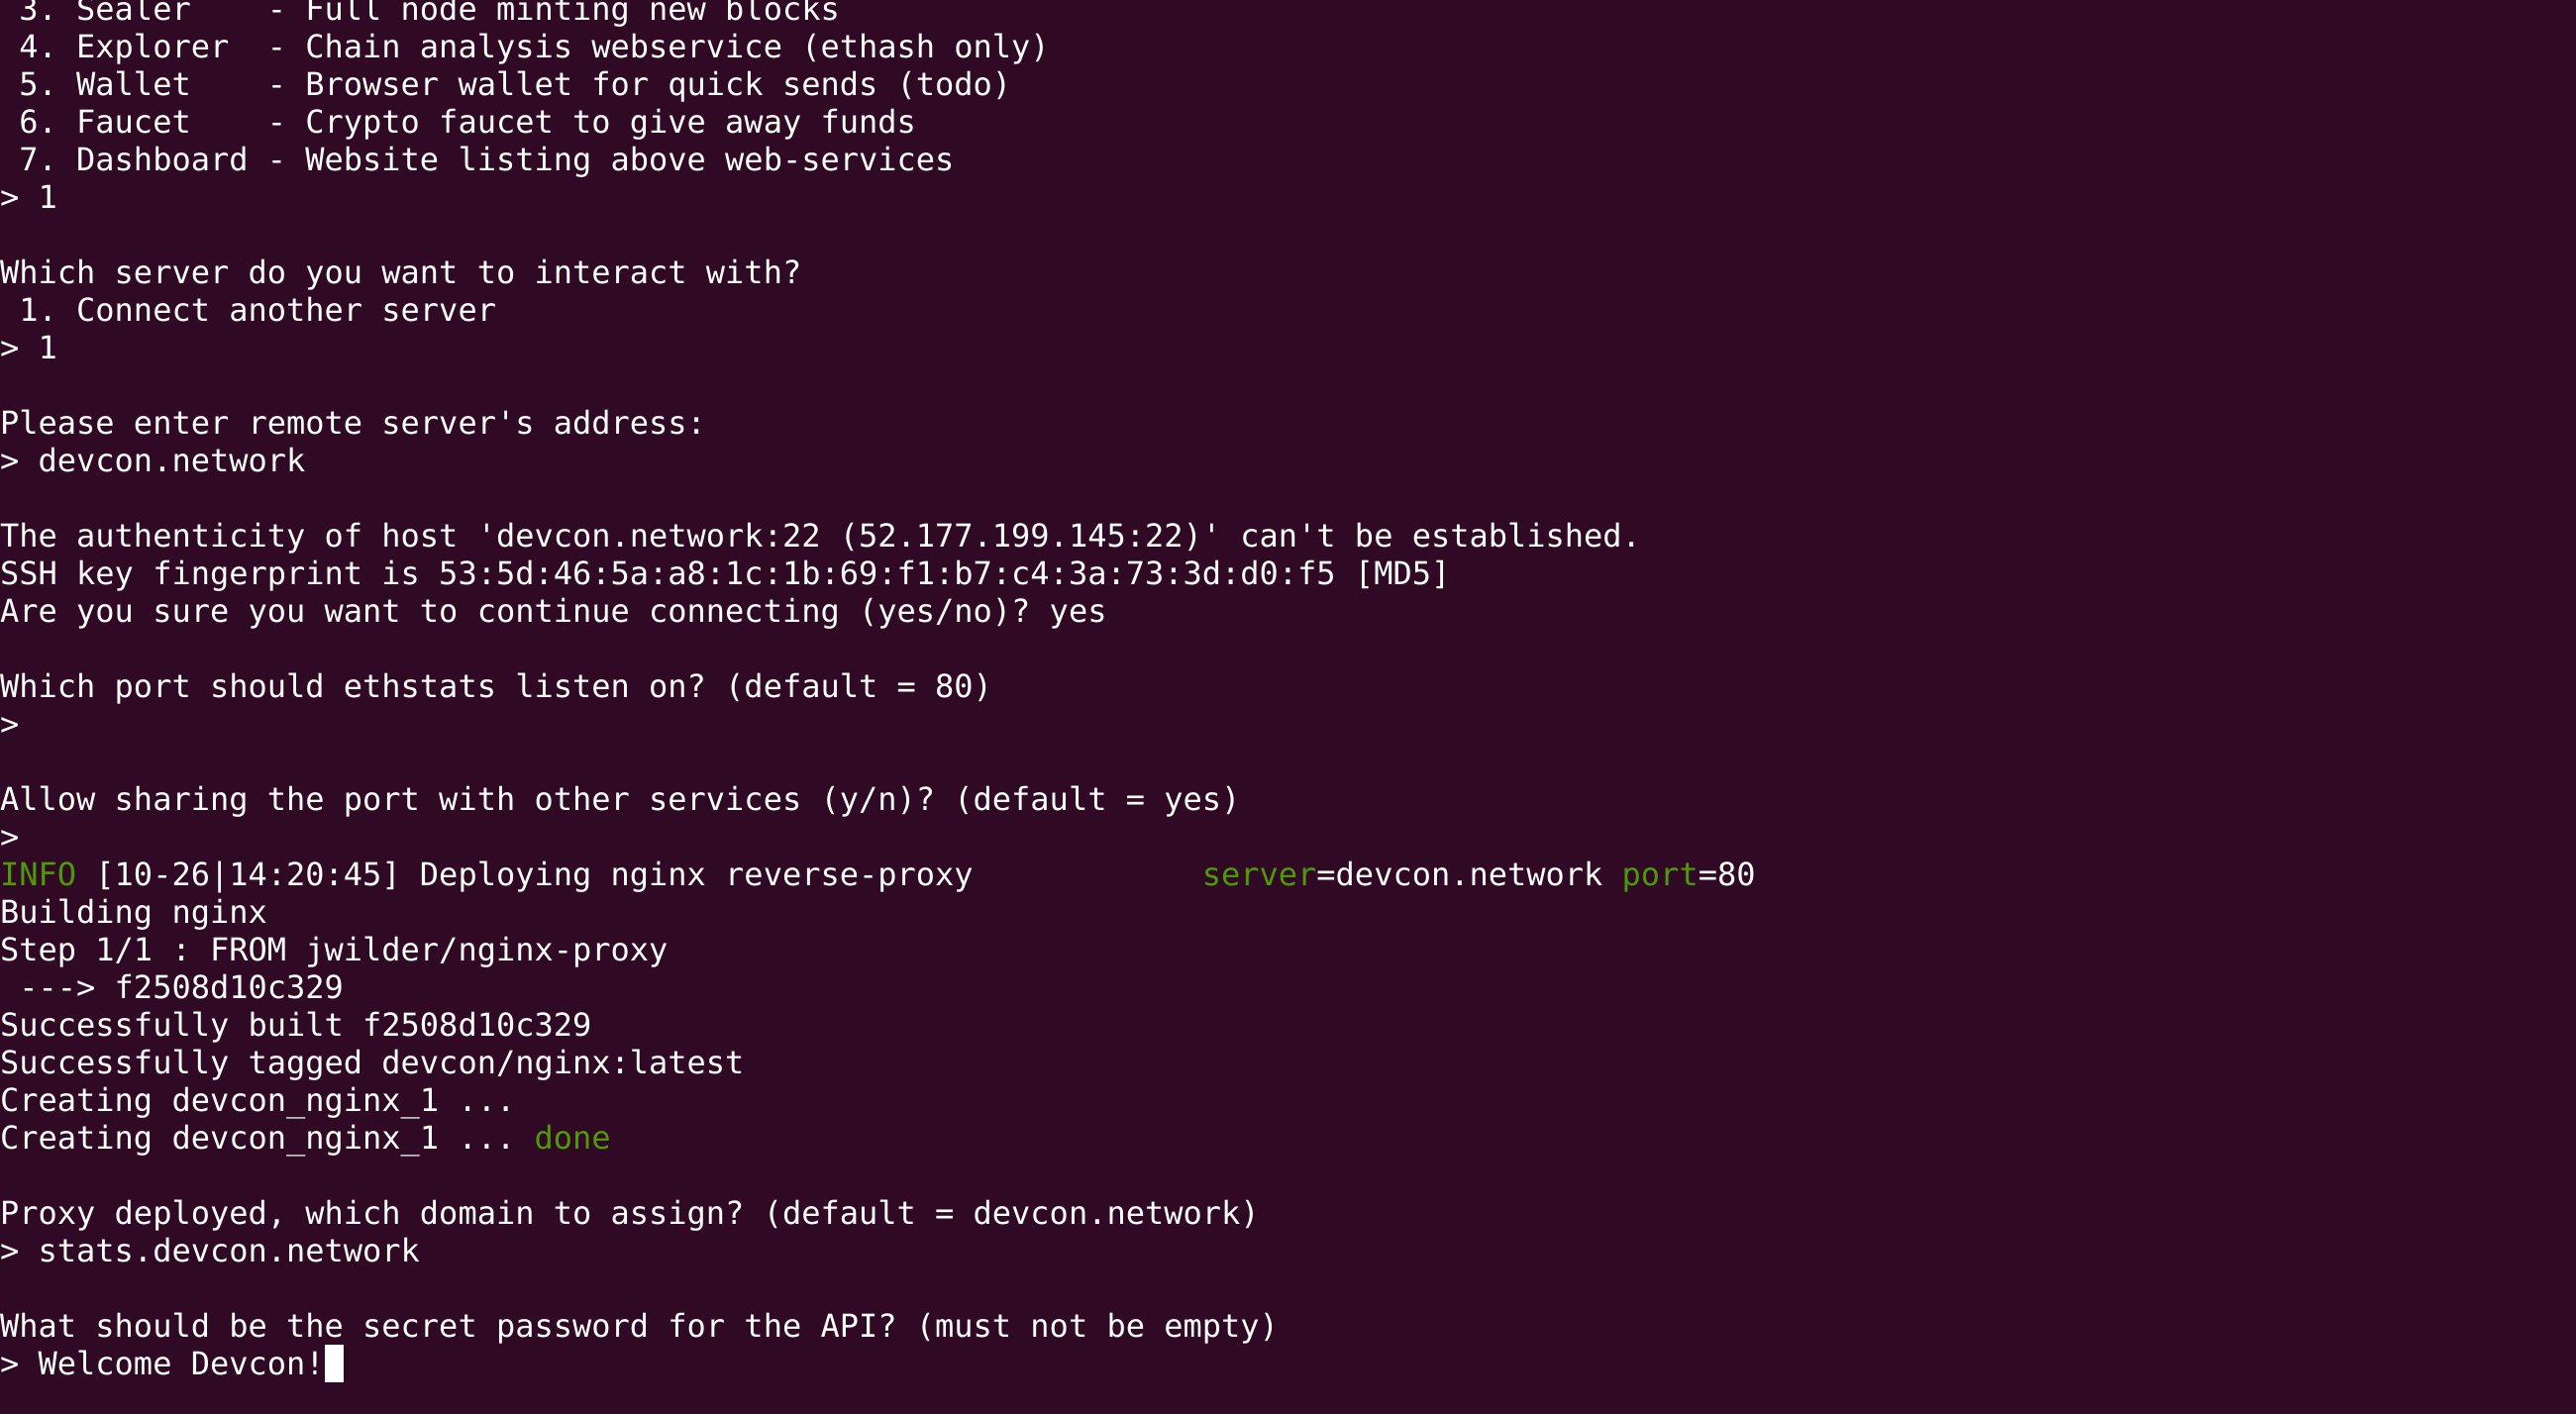 3. Sealer    - Full node minting new blocks
4. Explorer  - Chain analysis webservice (ethash only)
5. Wallet    - Browser wallet for quick sends (todo)
6. Faucet    - Crypto faucet to give away funds
7. Dashboard - Website listing above web-services
> 1
Which server do you want to interact with?
1. Connect another server
> 1
Please enter remote server's address:
> devcon.network
The authenticity of host 'devcon.network:22 (52.177.199.145:22)' can't be established.
SSH key fingerprint is 53:5d:46:5a:a8:1c:1b:69:f1:b7:c4:3a:73:3d:d0:f5 [MD5]
Are you sure you want to continue connecting (yes/no)? yes
Which port should ethstats listen on? (default = 80)
>
Allow sharing the port with other services (y/n)? (default = yes)
>
INFO [10-26|14:20:45] Deploying nginx reverse-proxy            server=devcon.network port=80
Building nginx
Step 1/1 : FROM jwilder/nginx-proxy
---> f2508d10c329
Successfully built f2508d10c329
Successfully tagged devcon/nginx:latest
Creating devcon_nginx_1 ...
Creating devcon_nginx_1 ... done
Proxy deployed, which domain to assign? (default = devcon.network)
> stats.devcon.network
What should be the secret password for the API? (must not be empty)
> Welcome Devcon!